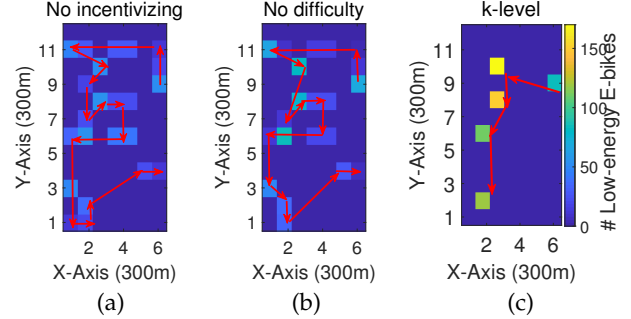 No incentivizing
No difficulty
k-level
Y-Axis (300m)
11
9
7
5
3
1
2 4 6
X-Axis (300m)
(a)
Y-Axis (300m)
11
9
7
5
3
1
2 4 6
X-Axis (300m)
(b)
Y-Axis (300m)
11
9
7
5
3
1
2 4 6
X-Axis (300m)
(c)
150
100
50
0
# Low-energy E-bikes